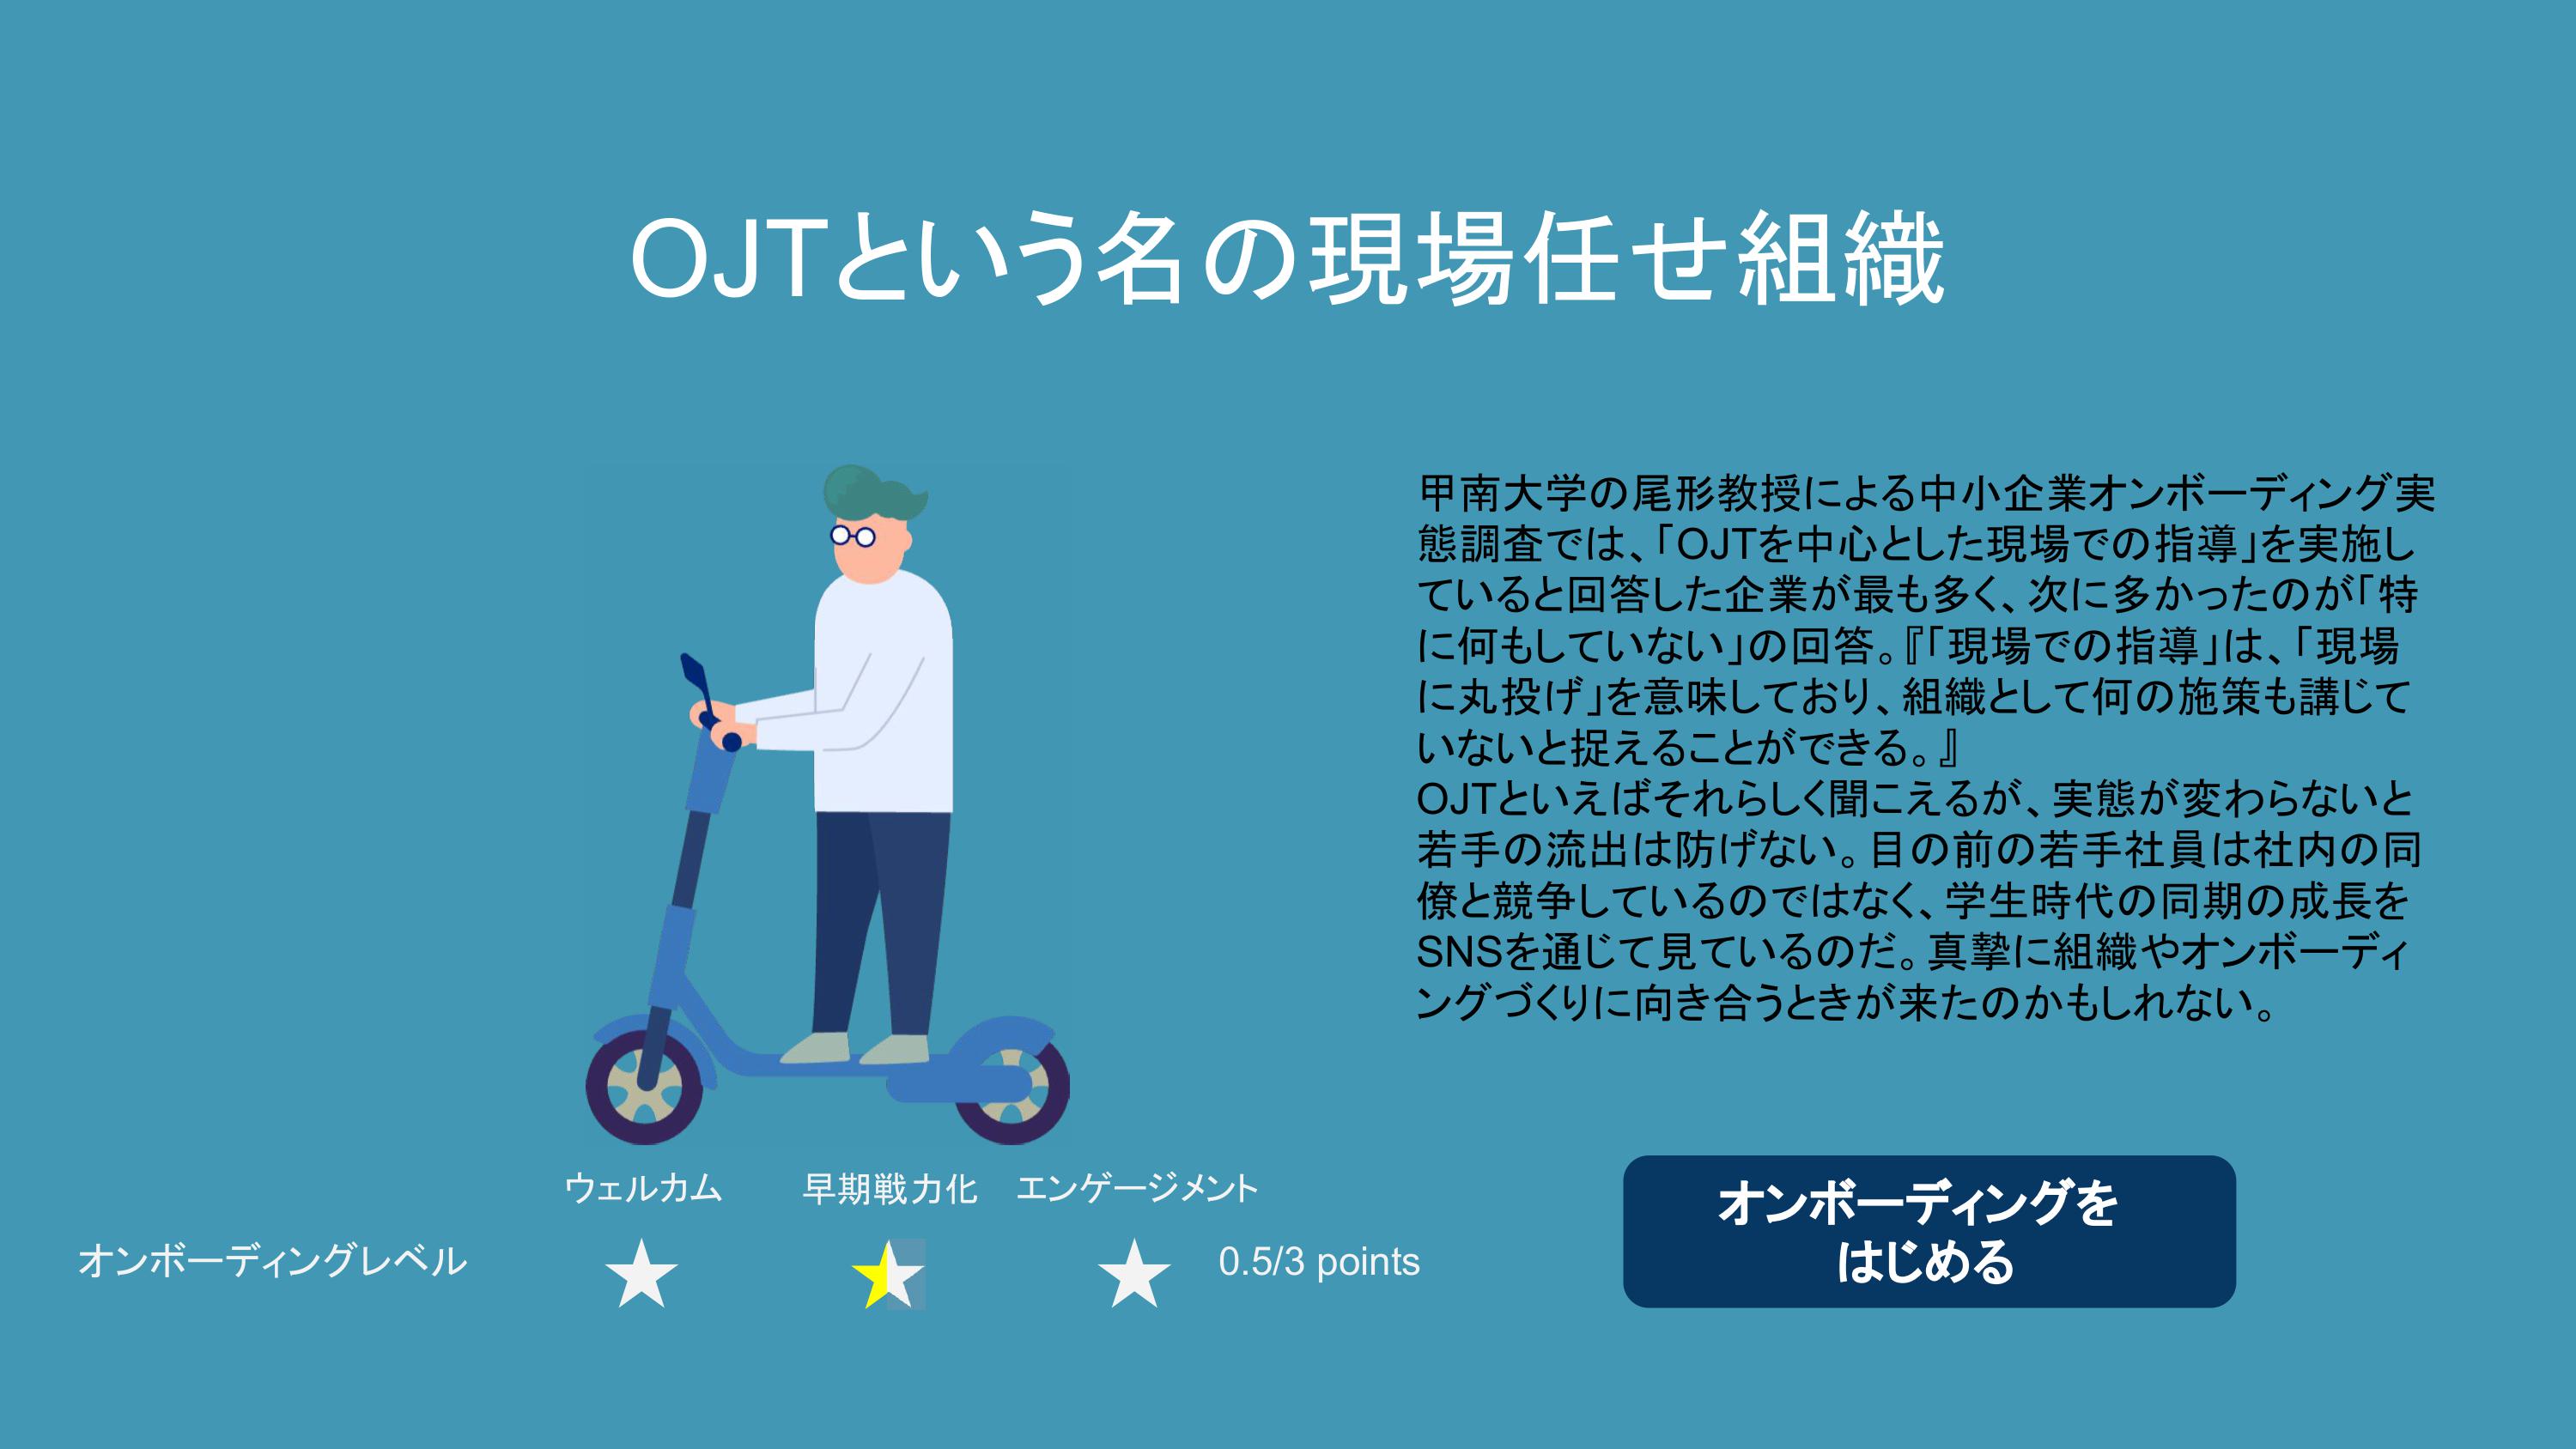 OJTという名の現場任せ組織
甲南大学の尾形教授による中小企業オンボーディング実
態調査では、「OJTを中心とした現場での指導」を実施し
ていると回答した企業が最も多く、次に多かったのが「特
に何もしていない」の回答。『「現場での指導」は、「現場
に丸投げ」を意味しており、組織として何の施策も講じて
いないと捉えることができる。』
OJTといえばそれらしく聞こえるが、実態が変わらないと
若手の流出は防げない。目の前の若手社員は社内の同
僚と競争しているのではなく、学生時代の同期の成長を
SNSを通じて見ているのだ。真摯に組織やオンボーディ
ングづくりに向き合うときが来たのかもしれない。
ウェルカム 早期戦力化 エンゲージメント
オンボーディングレベル 0.5/3 points
オンボーディングを
はじめる